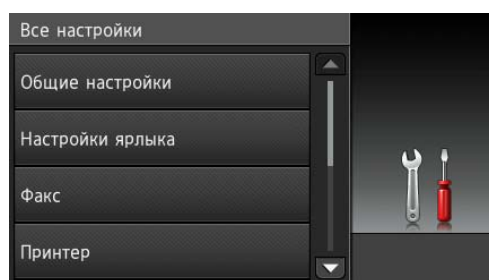 Все настройки
Общие настройки
Настройки ярлыка
Факс
Принтер